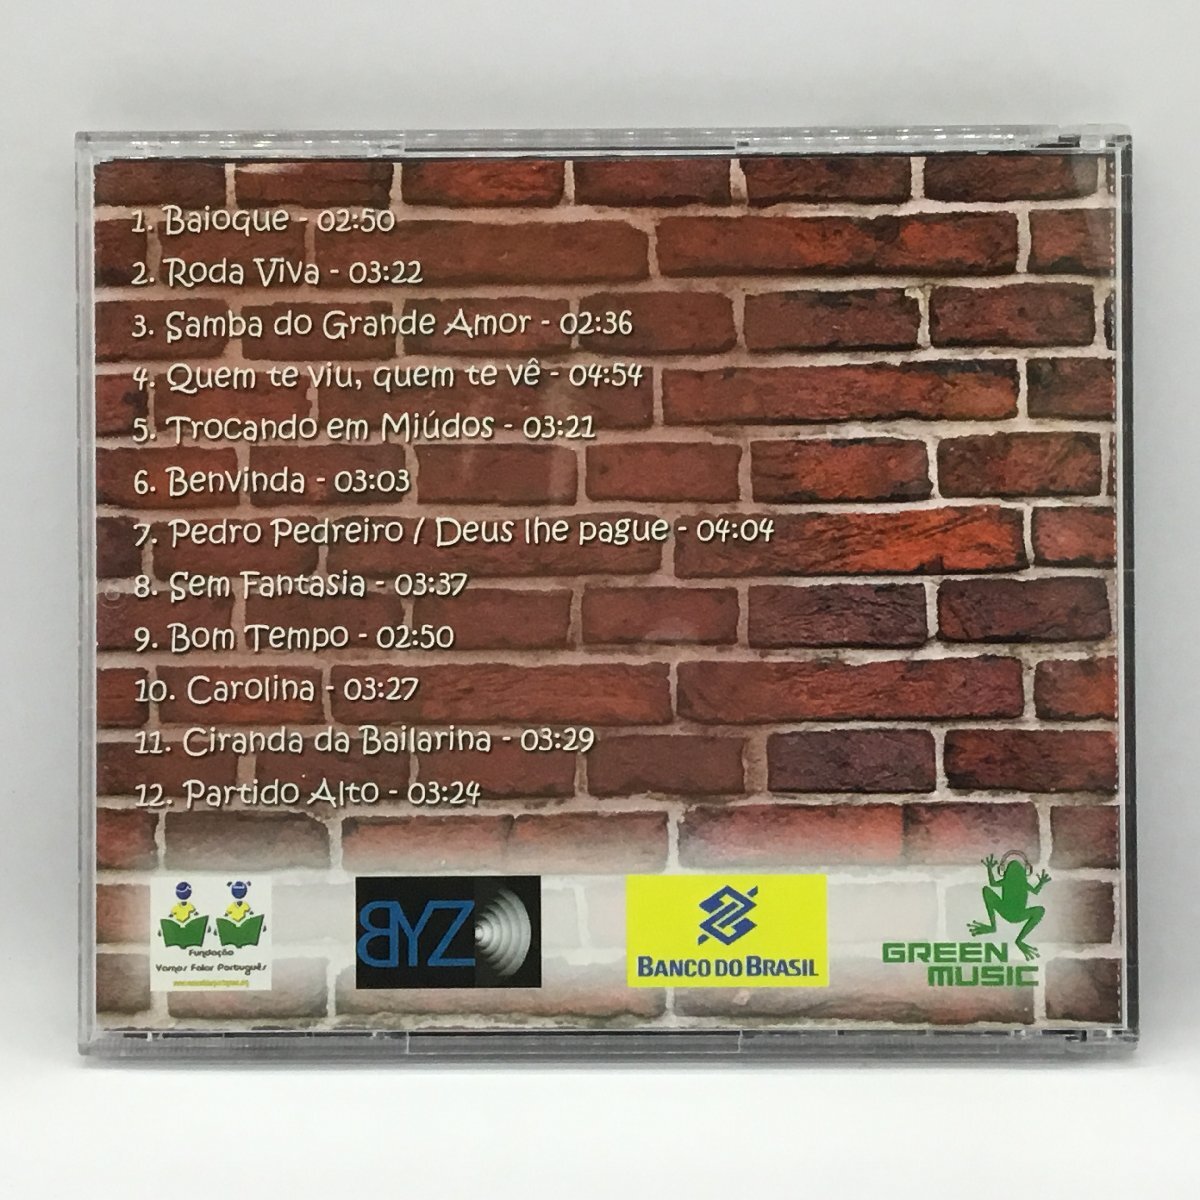 1. Baioque - 02:50
2. Roda Viva - 03:22
3. Samba do Grande Amor - 02:36
4. Quem te viu, quem te vê - 04:54
5. Trocando em Miúdos - 03:21
6. Benvinda - 03:03
7. Pedro Pedreiro / Deus lhe pague - 04:04
8. Sem Fantasia - 03:37
9. Bom Tempo - 02:50
10. Carolina - 03:27
11. Ciranda da Bailarina - 03:29
12. Partido Alto - 03:24
Fundação
Vamos Falar Português
BYZ
BANCO DO BRASIL
GREEN
MUSIC